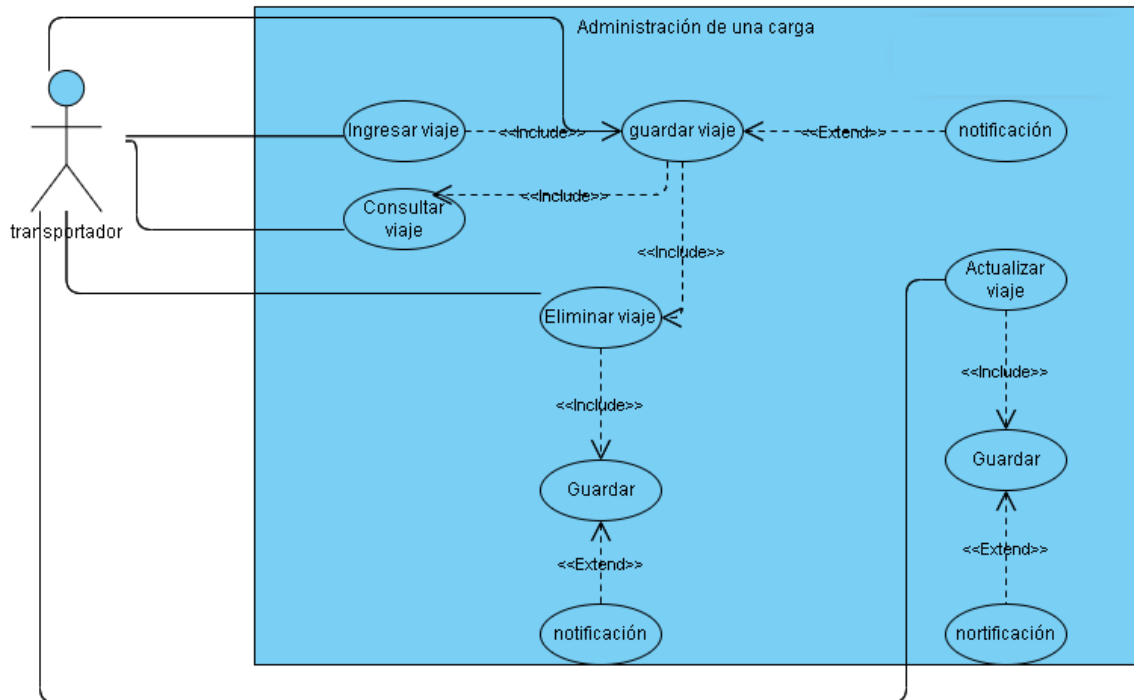 Administración de una carga
Ingresar viaje
<<Include>>
guardar viaje
<<Extend>>
notificación
<<Include>>
Consultar
viaje
transportador
<<Include>>
Actualizar
viaje
Eliminar viaje
<<Include>>
<<Include>>
Guardar
Guardar
<<Extend>>
<<Extend>>
notificación
nortificación